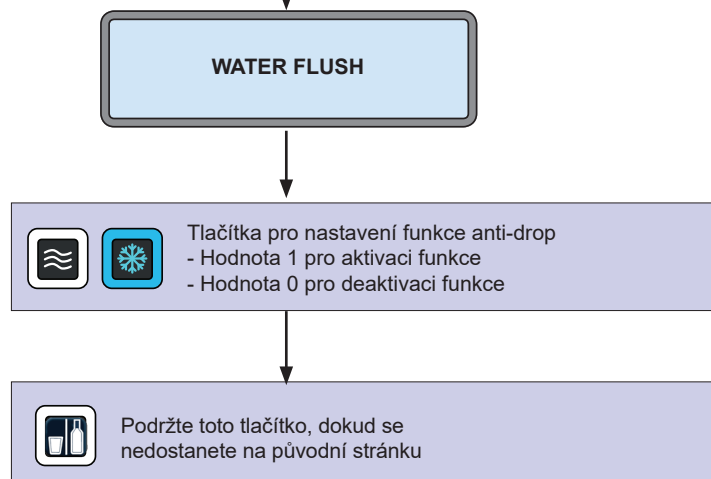 WATER FLUSH
Tlačítka pro nastavení funkce anti-drop
- Hodnota 1 pro aktivaci funkce
- Hodnota 0 pro deaktivaci funkce
Podržte toto tlačítko, dokud se
nedostanete na původní stránku